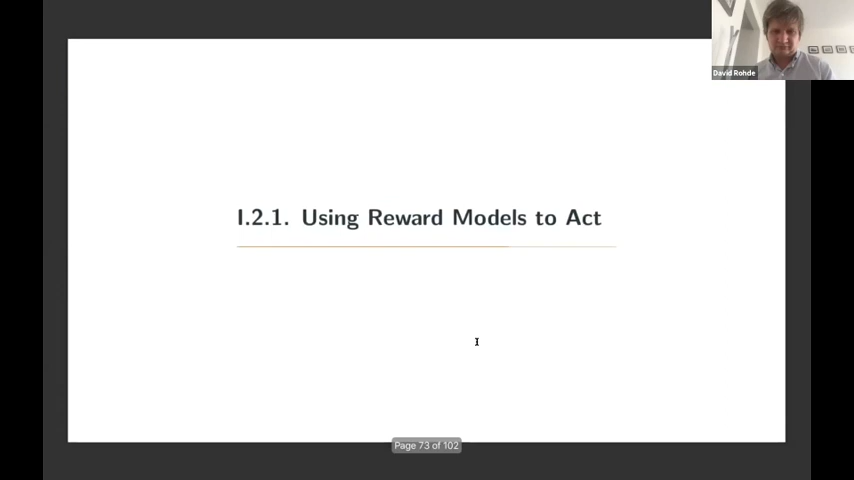 David Rohde
I.2.1. Using Reward Models to Act
Page 73 of 102